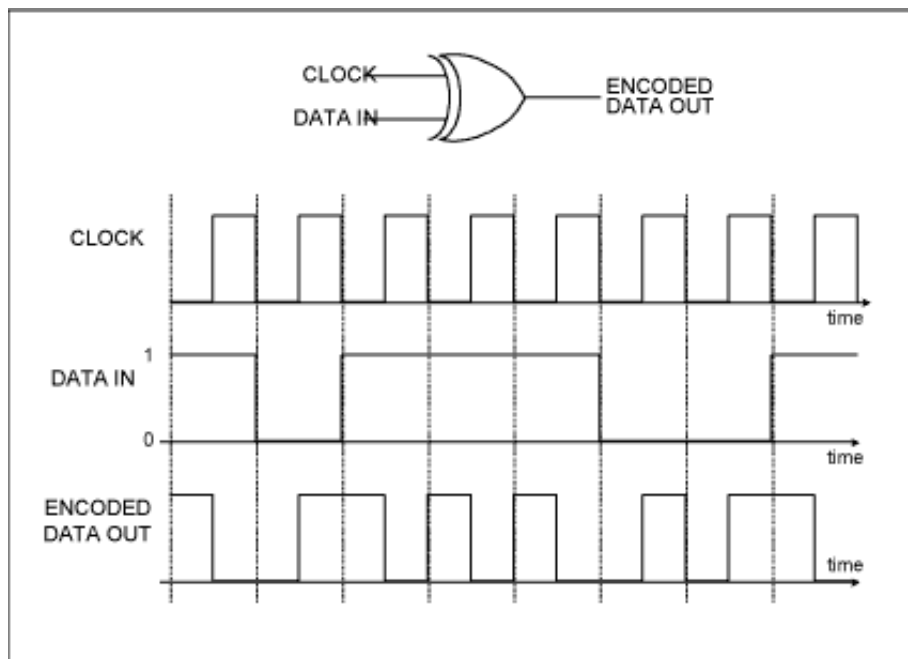 CLOCK
DATA IN
ENCODED
DATA OUT
CLOCK
time
1
DATA IN
0
time
ENCODED
DATA OUT
time